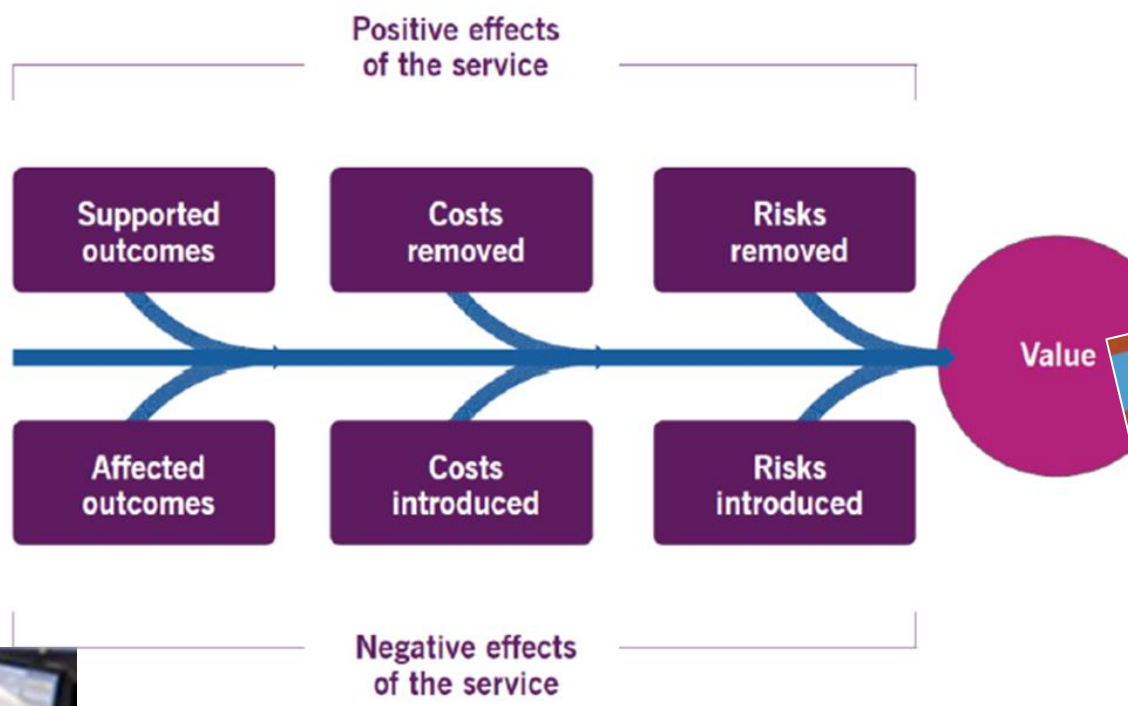 Positive effects
of the service
Supported
outcomes
Costs
removed
Risks
removed
Value
Affected
outcomes
Costs
introduced
Risks
introduced
Negative effects
of the service